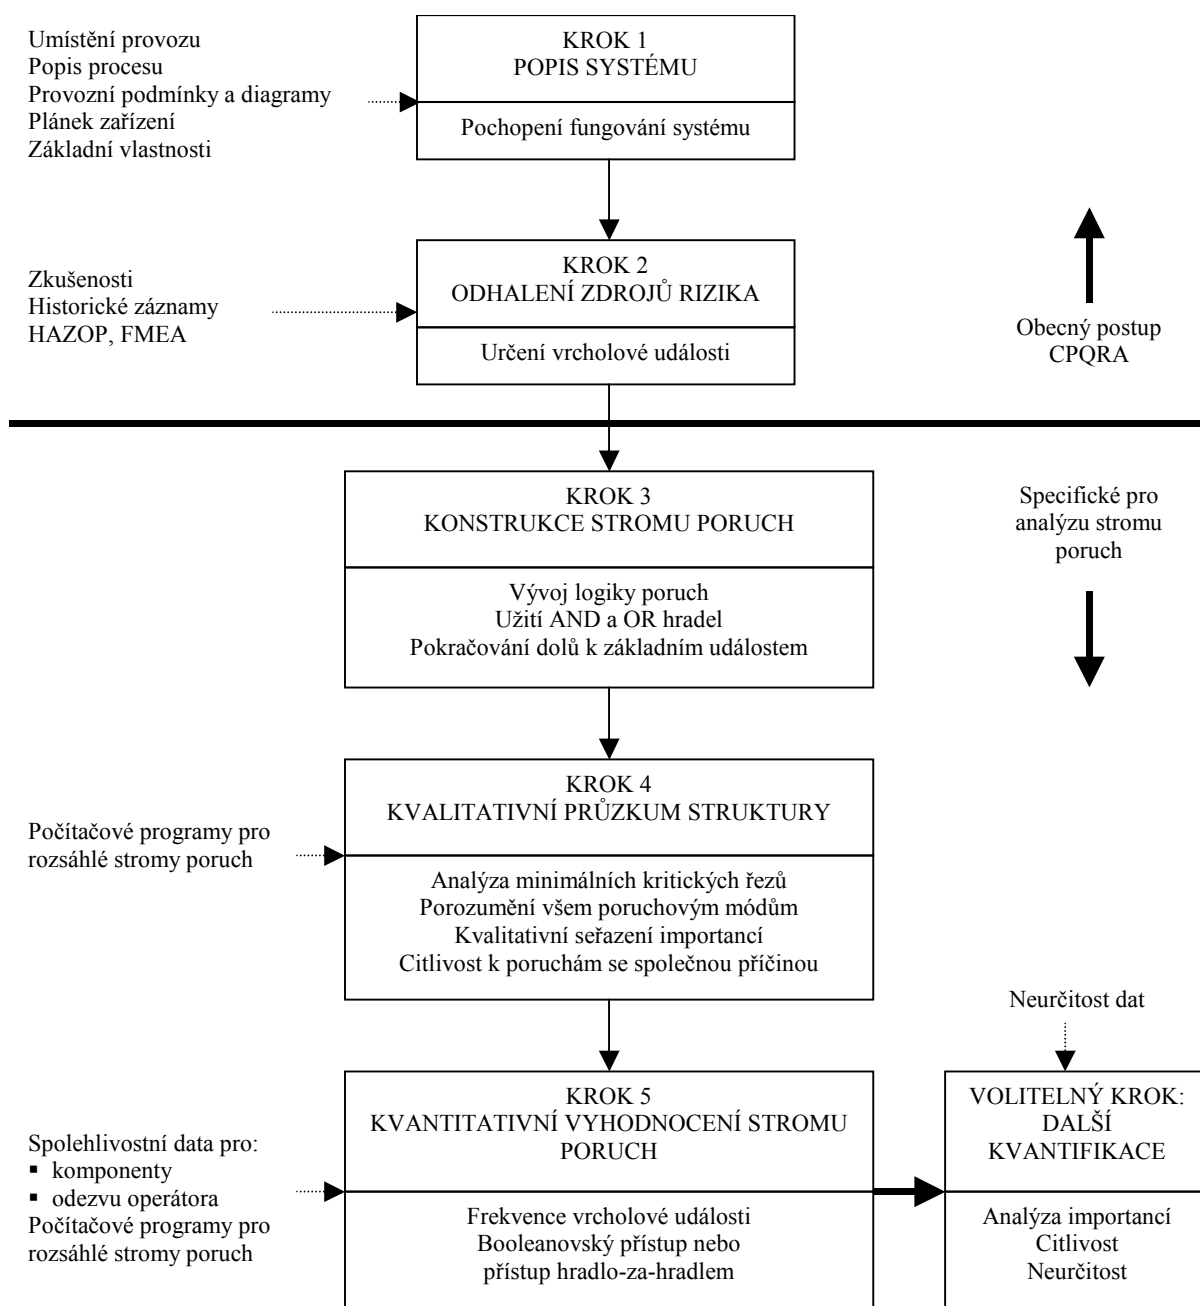 Umístění provozu
Popis procesu
Provozní podmínky a diagramy
Plánek zařízení
Základní vlastnosti
KROK 1
POPIS SYSTÉMU
Pochopení fungování systému
Zkušenosti
Historické záznamy
HAZOP, FMEA
KROK 2
ODHALENÍ ZDROJŮ RIZIKA
Určení vrcholové události
Obecný postup
CPQRA
KROK 3
KONSTRUKCE STROMU PORUCH
Vývoj logiky poruch
Užití AND a OR hradel
Pokračování dolů k základním událostem
Specifické pro
analýzu stromu
poruch
Počítačové programy pro
rozsáhlé stromy poruch
KROK 4
KVALITATIVNÍ PRŮZKUM STRUKTURY
Analýza minimálních kritických řezů
Porozumění všem poruchovým módům
Kvalitativní seřazení importancí
Citlivost k poruchám se společnou příčinou
Spolehlivostní data pro:
▪ komponenty
▪ odezvu operátora
Počítačové programy pro
rozsáhlé stromy poruch
KROK 5
KVANTITATIVNÍ VYHODNOCENÍ STROMU
PORUCH
Frekvence vrcholové události
Booleanovský přístup nebo
přístup hradlo-za-hradlem
Neurčitost dat
VOLITELNÝ KROK:
DALŠÍ
KVANTIFIKACE
Analýza importancí
Citlivost
Neurčitost